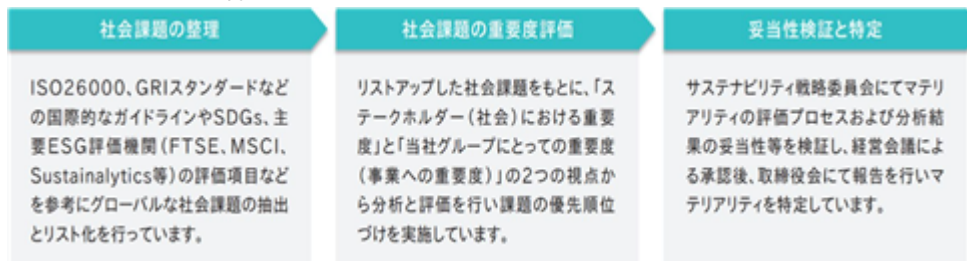 社会課題の整理
ISO26000、GRIスタンダードなど
の国際的なガイドラインやSDGs、主
要ESG評価機関(FTSE、MSCI、
Sustainalytics等)の評価項目など
を参考にグローバルな社会課題の抽出
とリスト化を行っています。
社会課題の重要度評価
リストアップした社会課題をもとに、「ス
テークホルダー(社会)における重要
度」と「当社グループにとっての重要度
(事業への重要度)」の2つの視点か
ら分析と評価を行い課題の優先順位
づけを実施しています。
妥当性検証と特定
サステナビリティ戦略委員会にてマテリ
アリティの評価プロセスおよび分析結
果の妥当性等を検証し、経営会議によ
る承認後、取締役会にて報告を行いマ
テリアリティを特定しています。